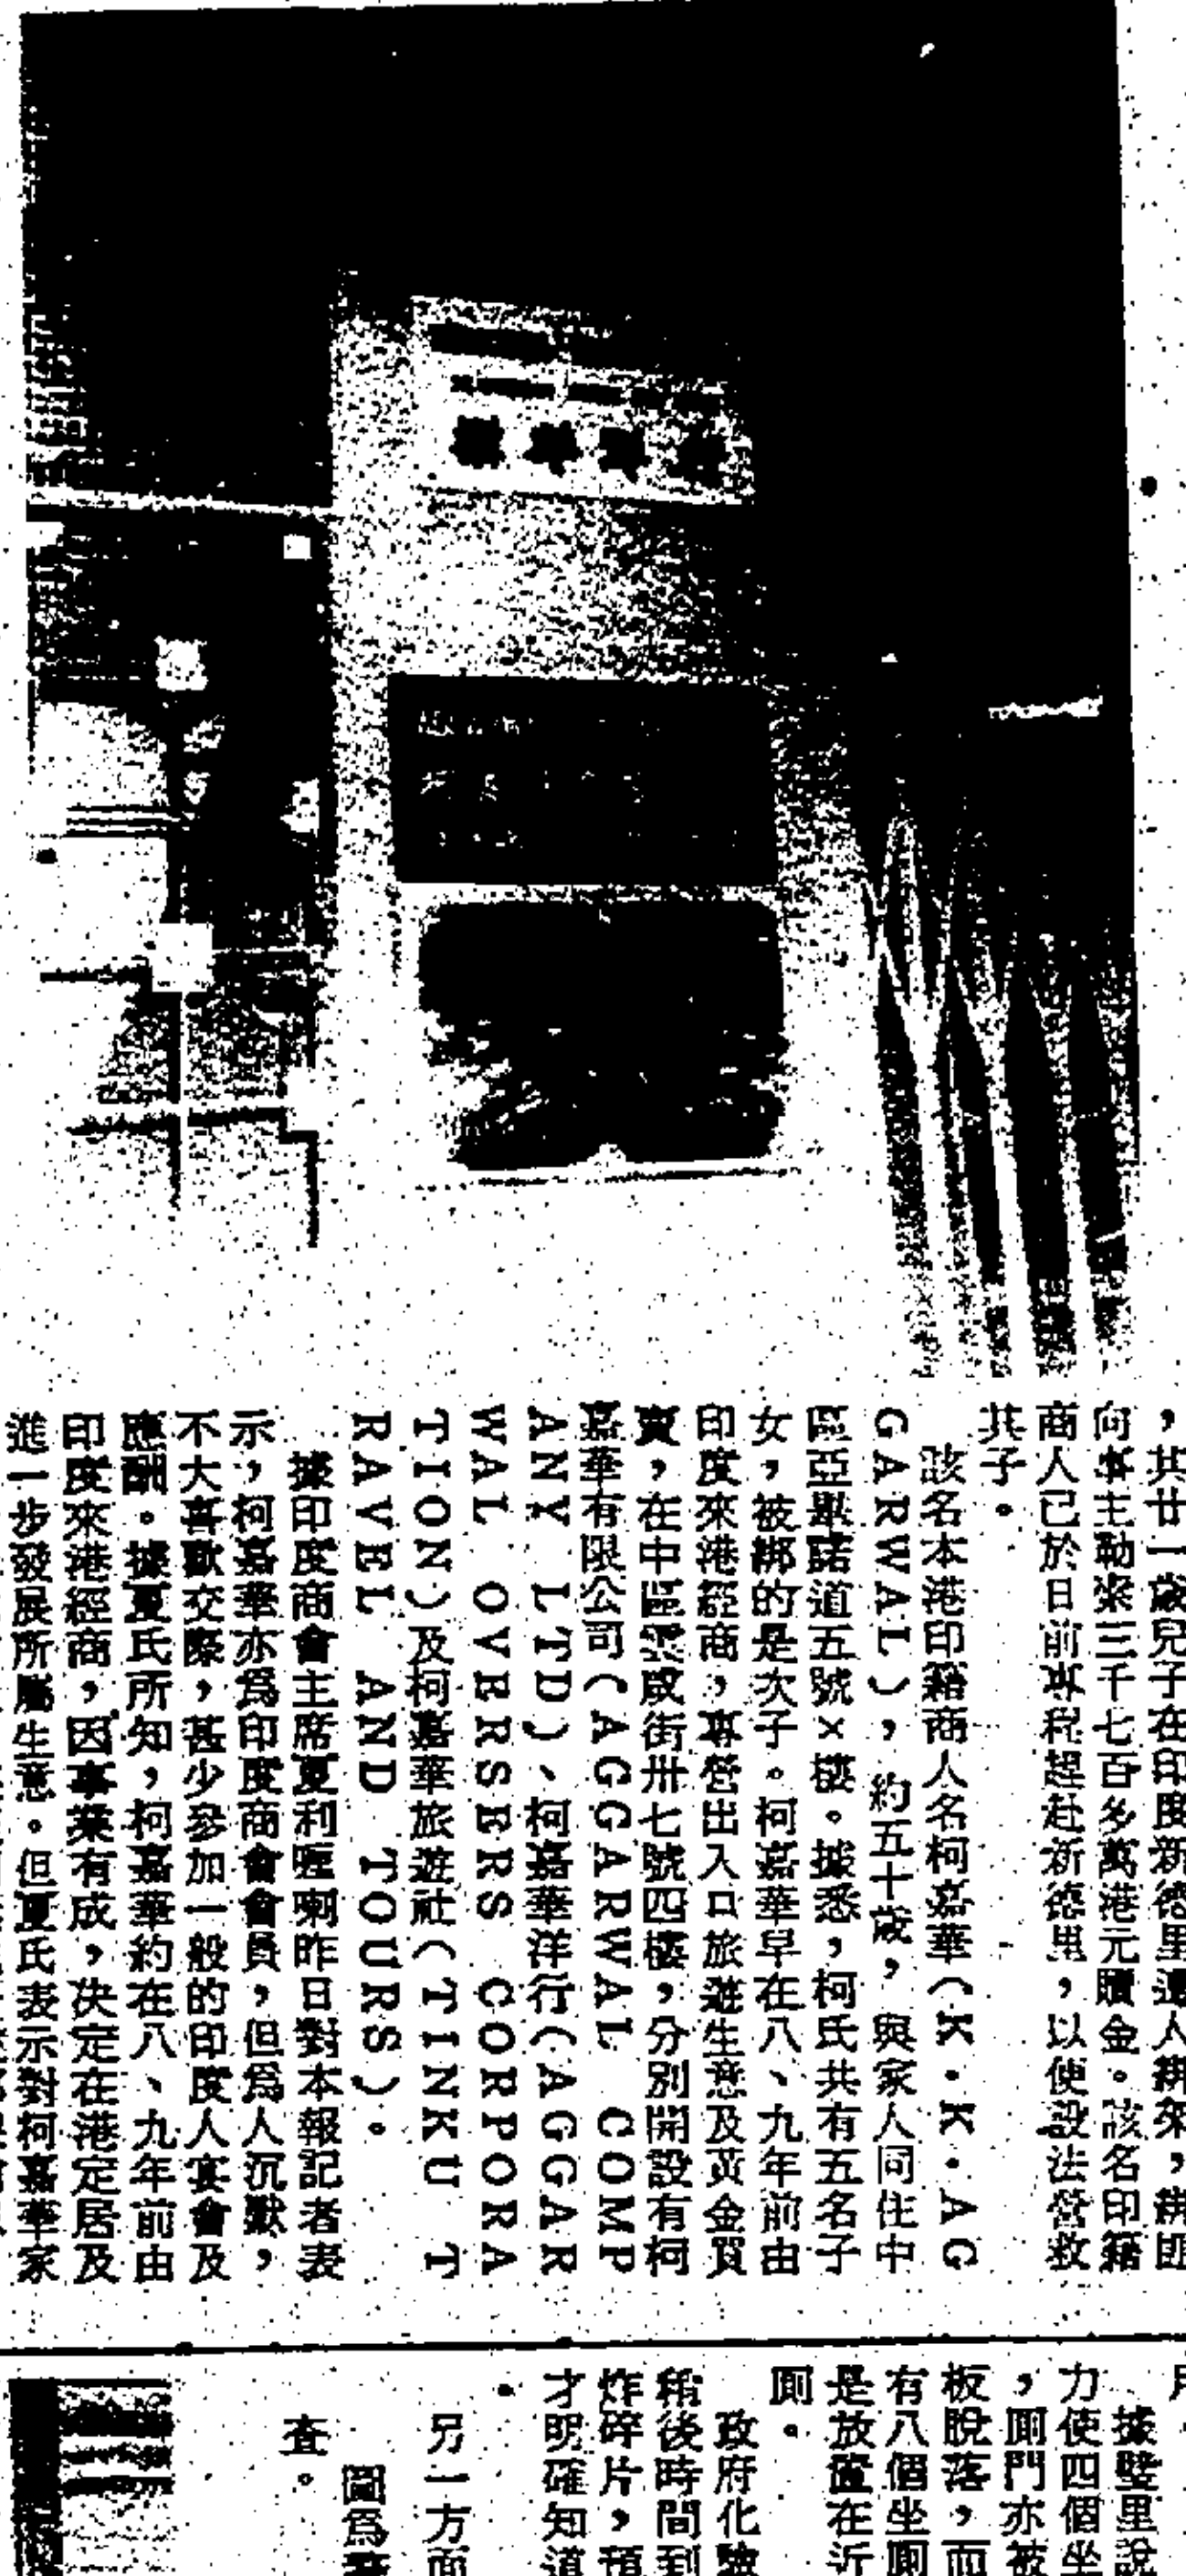 ，其廿一歲兒子在印度新德里遭人綁架，綁匪
向事主勒索三千七百多萬港元贖金。該名印籍
商人已於日前專程趕赴新德里，以便設法營救
其子。
該名本港印籍商人名柯嘉華（K．K．AG
GARWAL），約五十歲，與家人同住中
區亞畢諾道五號×樓。據悉，柯氏共有五名子
女，被綁的是次子。柯嘉華早在八、九年前由
印度來港經商，專營出入口旅遊生意及黃金買
賣，在中區雲咸街卅七號四樓，分別開設有柯
嘉華有限公司（AGGARWAL COMP
ANY LTD）、柯嘉華洋行（AGGAR
WAL OVERSERS CORPORA
TION）及柯嘉華旅遊社（TINKU T
RAVEL AND TOURS）。
據印度商會主席夏利喱喇昨日對本報記者表
示，柯嘉華亦為印度商會會員，但為人沉默，
不大喜歡交際，甚少參加一般的印度人宴會及
應酬。據夏氏所知，柯嘉華約在八、九年前由
印度來港經商，因事業有成，決定在港定居及
進一步發展所屬生意。但夏氏表示對柯嘉華家
據璧里說
力使四個坐
，厠門亦被
板脫落，而
有八個坐厠
是放置在近
厠。
政府化驗
稍後時間到
炸碎片，預
才明確知道
另一方面
查。
圖為